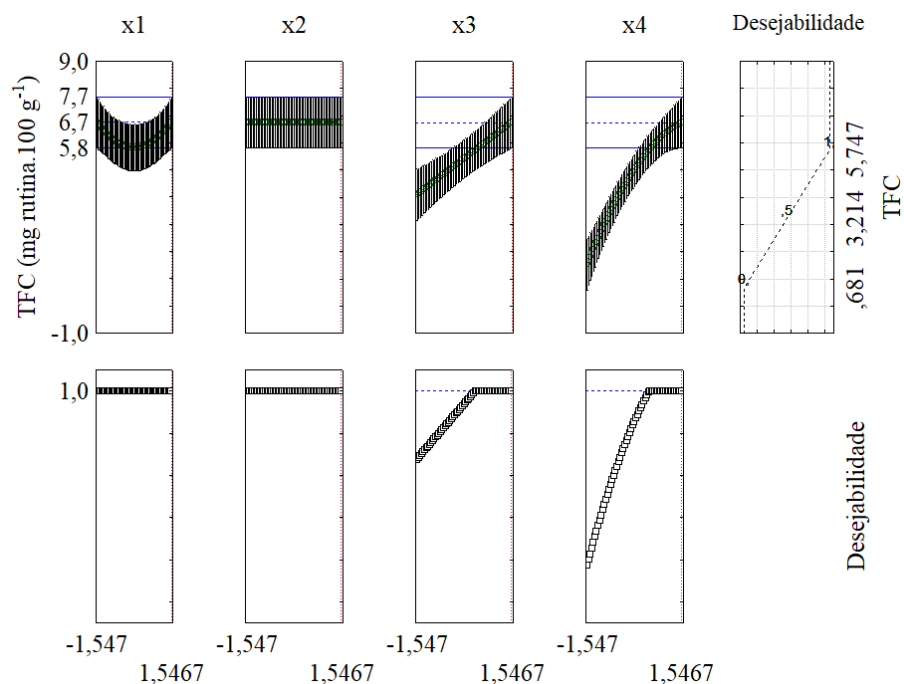 x1 x2 x3 x4 Desejabilidade
TFC (mg rutina.100 g-1)
9,0
7,7
6,7
5,8
-1,0
1
,5
0
5,747
3,214
,681
TFC
1,0
Desejabilidade
-1,547 -1,547 -1,547 -1,547
1,5467 1,5467 1,5467 1,5467